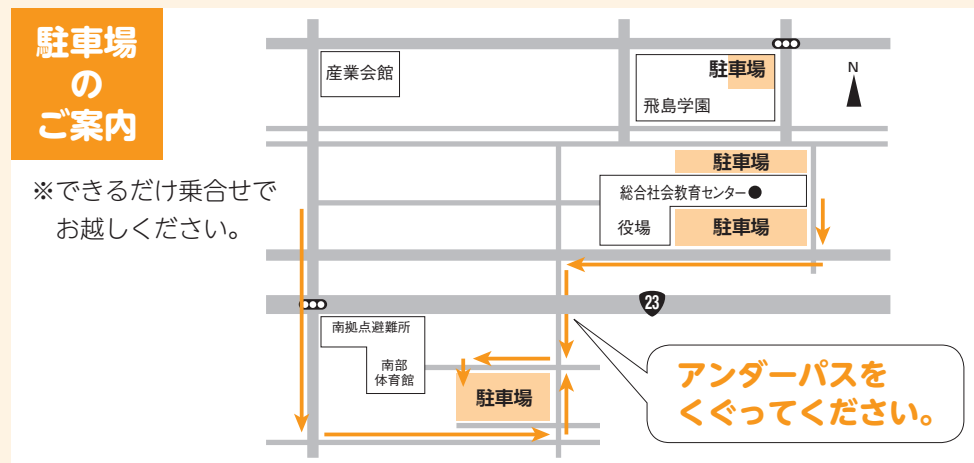 駐車場
の
ご案内
※できるだけ乗合せで
お越しください。
産業会館
駐車場
飛島学園
N
駐車場
総合社会教育センター●
役場
駐車場
23
南拠点避難所
南部
体育館
駐車場
アンダーパスを
くぐってください。